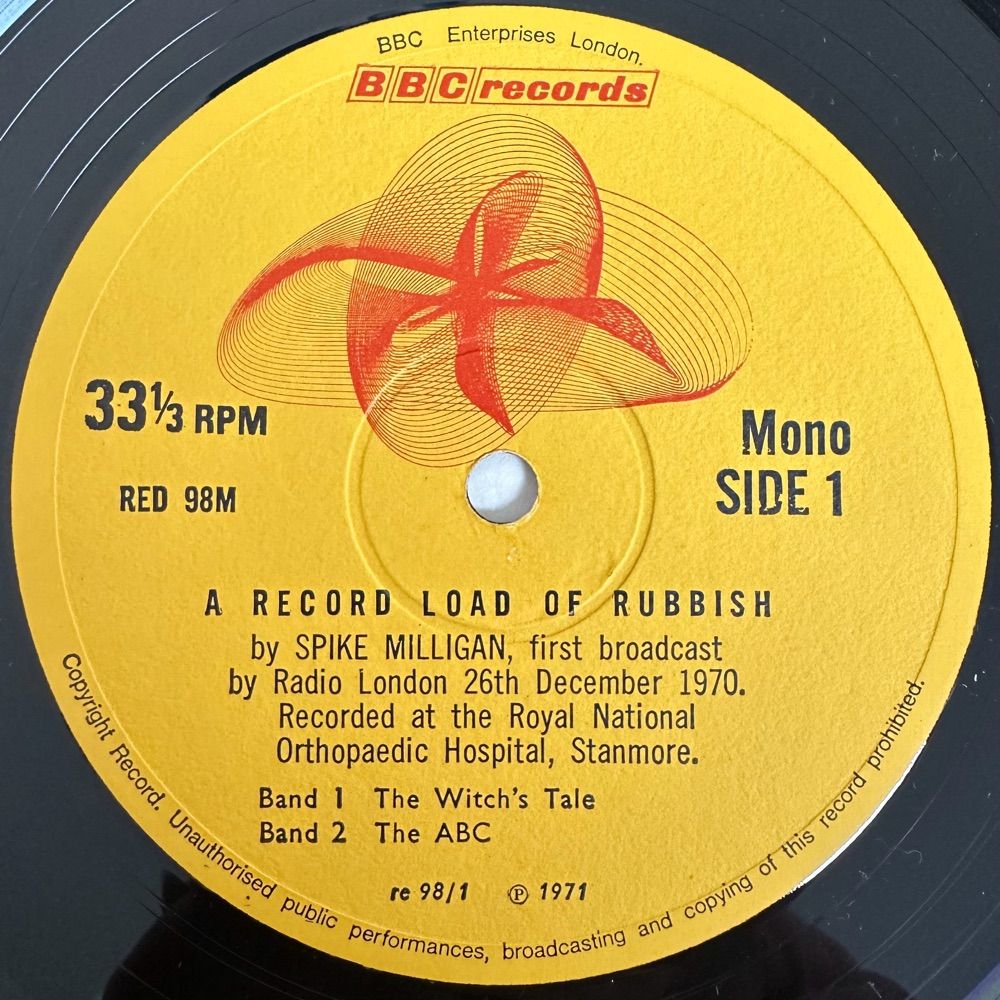 BBC Enterprises London.
BBC records
33⅓ RPM
Mono
RED 98M
SIDE 1
A RECORD LOAD OF RUBBISH
by SPIKE MILLIGAN, first broadcast
by Radio London 26th December 1970.
Recorded at the Royal National
Orthopaedic Hospital, Stanmore.
Band 1 The Witch's Tale
Band 2 The ABC
re 98/1 ℗ 1971
Copyright Record. Unauthorised public performances, broadcasting and copying of this record prohibited.